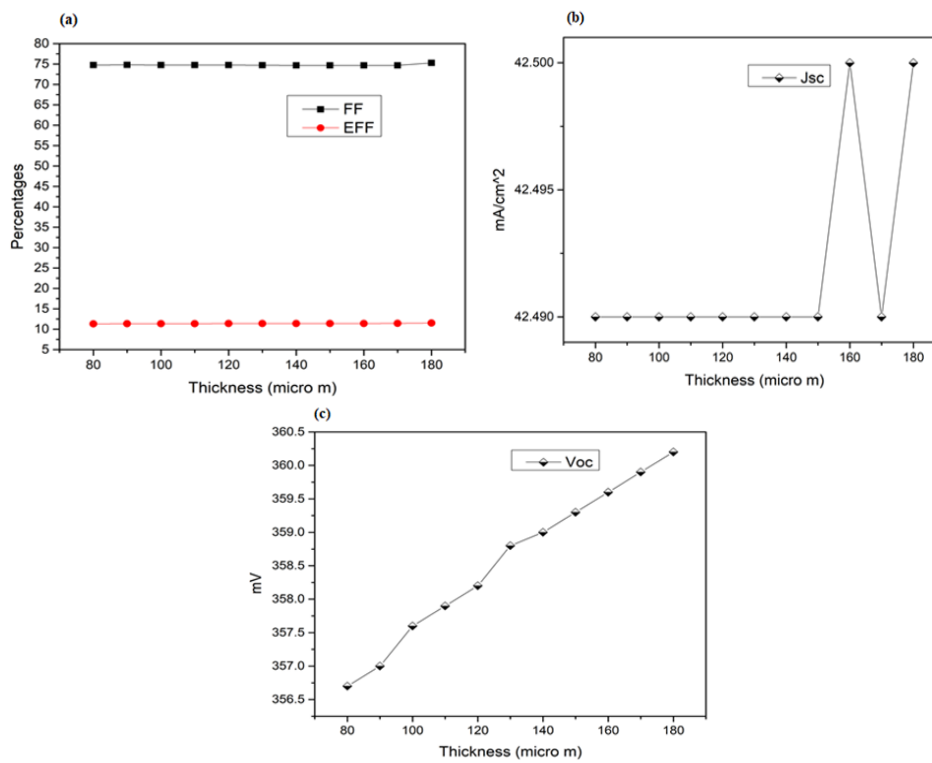 (a)
80
75
70
65
60
55
50
45
40
35
30
25
20
15
10
5
Percentages
FF
EFF
80 100 120 140 160 180
Thickness (micro m)
(b)
42.500
42.495
42.490
mA/cm^2
Jsc
80 100 120 140 160 180
Thickness (micro m)
(c)
360.5
360.0
359.5
359.0
358.5
358.0
357.5
357.0
356.5
mV
Voc
80 100 120 140 160 180
Thickness (micro m)